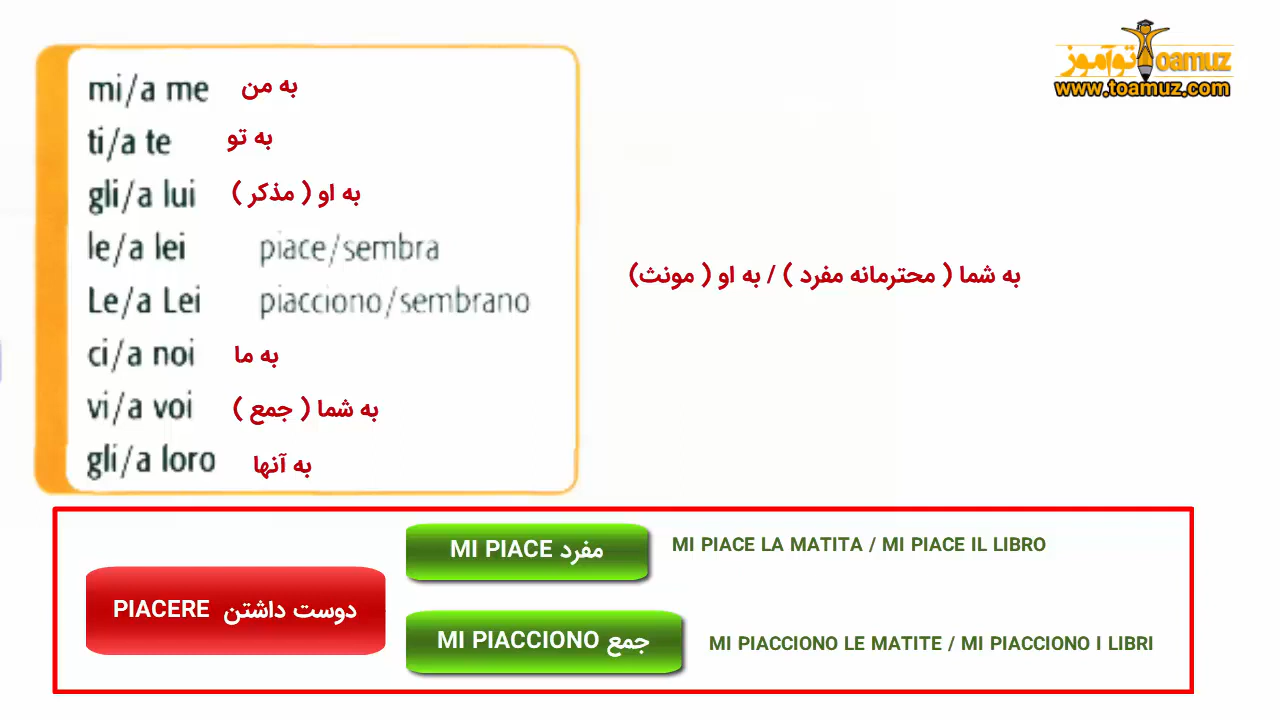 توآموز Toamuz
www.toamuz.com
mi/a me به من
ti/a te به تو
gli/a lui به او ( مذکر )
le/a lei piace/sembra
به شما ( محترمانه مفرد ) / به او ( مونث)
Le/a Lei piacciono/sembrano
ci/a noi به ما
vi/a voi به شما ( جمع )
gli/a loro به آنها
MI PIACE مفرد
MI PIACE LA MATITA / MI PIACE IL LIBRO
PIACERE دوست داشتن
MI PIACCIONO جمع
MI PIACCIONO LE MATITE / MI PIACCIONO I LIBRI